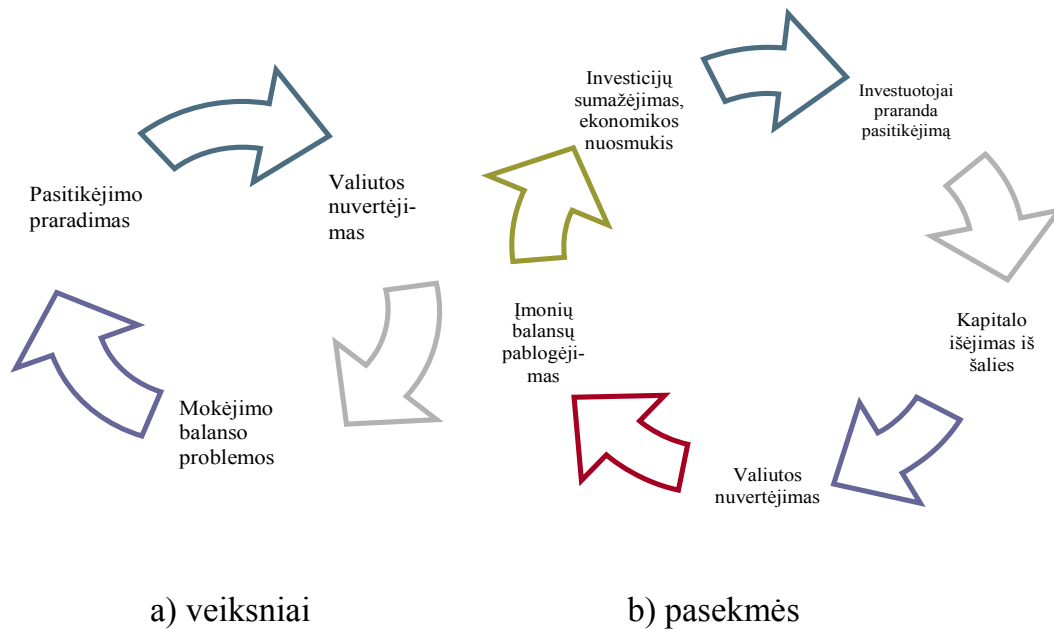 Pasitikėjimo
praradimas
Valiutos
nuvertėji-
mas
Mokėjimo
balanso
problemos
Investicijų
sumažėjimas,
ekonomikos
nuosmukis
Investuotojai
praranda
pasitikėjimą
Kapitalo
išėjimas iš
šalies
Valiutos
nuvertėjimas
Įmonių
balansų
pablogėji-
mas
a) veiksniai
b) pasekmės